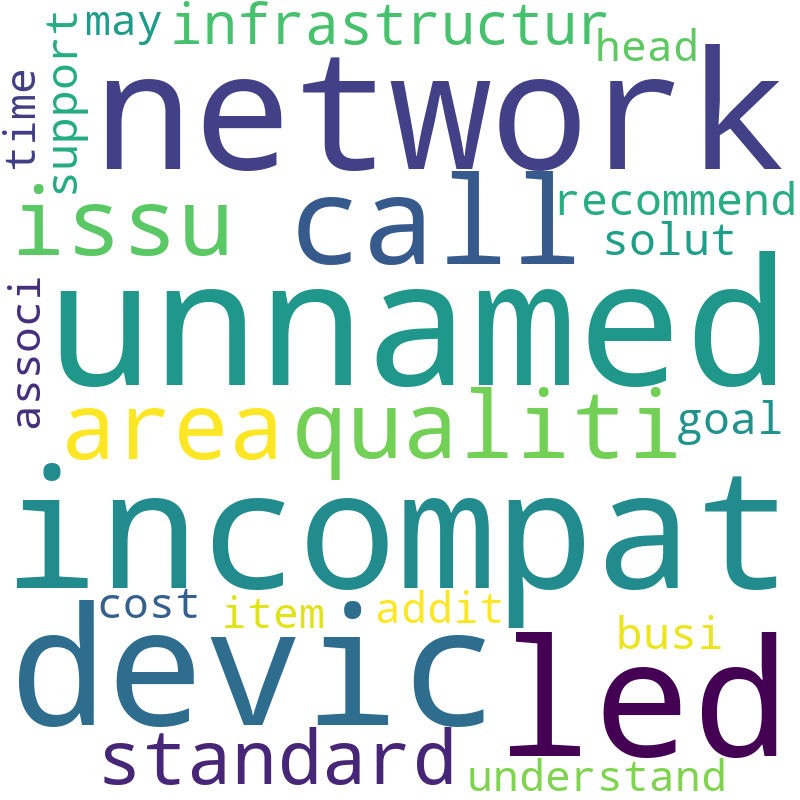 may
infrastructur
head
time
support
network
issu
call
recommend
solut
associ
unnamed
area
qualiti
goal
incompat
cost
item
addit
devic
led
busi
standard
understand